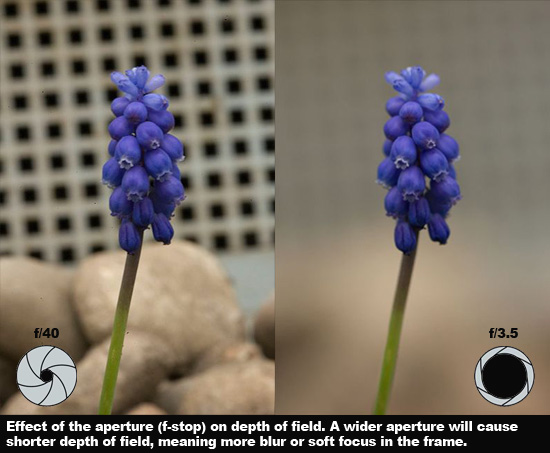 f/40
f/3.5
Effect of the aperture (f-stop) on depth of field. A wider aperture will cause
shorter depth of field, meaning more blur or soft focus in the frame.